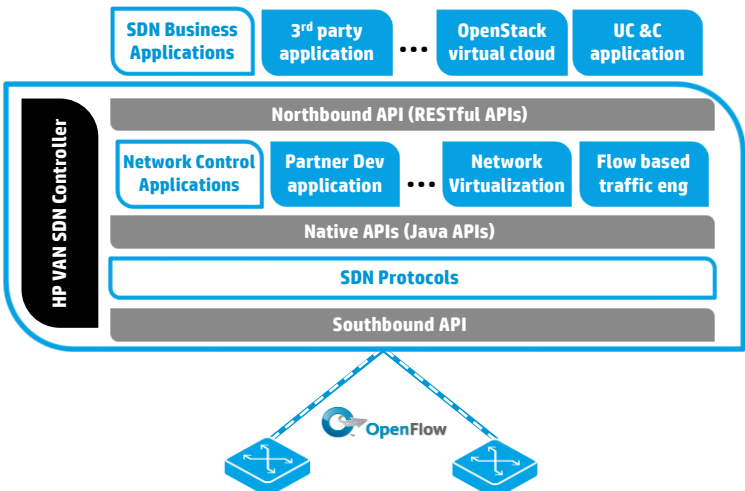 SDN Business
Applications
3rd party
application
...
OpenStack
virtual cloud
UC &C
application
HP VAN SDN Controller
Northbound API (RESTful APIs)
Network Control
Applications
Partner Dev
application
...
Network
Virtualization
Flow based
traffic eng
Native APIs (Java APIs)
SDN Protocols
Southbound API
OpenFlow